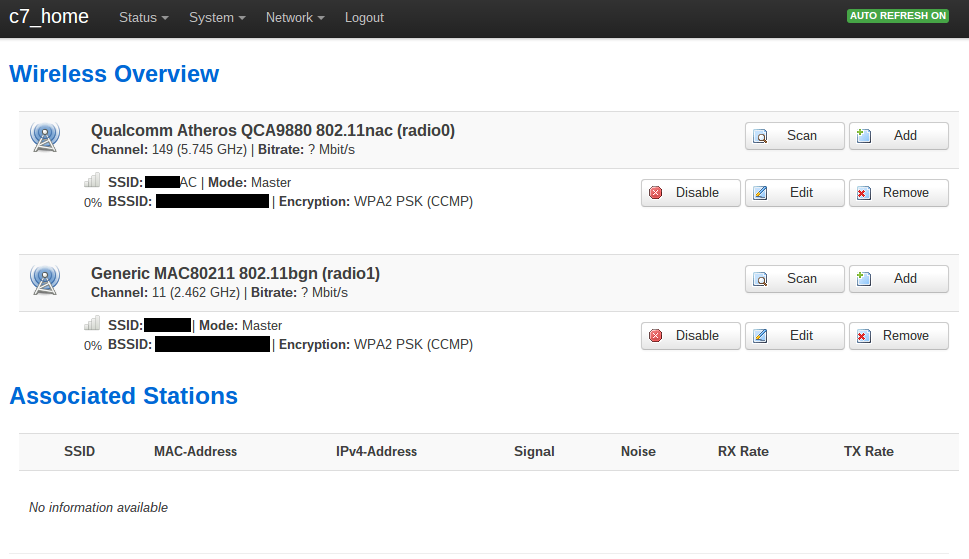 c7_home Status System Network Logout AUTO REFRESH ON
Wireless Overview
Qualcomm Atheros QCA9880 802.11nac (radio0)
Channel: 149 (5.745 GHz) | Bitrate: ? Mbit/s
Scan Add
SSID: AC | Mode: Master
0% BSSID: | Encryption: WPA2 PSK (CCMP)
Disable Edit Remove
Generic MAC80211 802.11bgn (radio1)
Channel: 11 (2.462 GHz) | Bitrate: ? Mbit/s
Scan Add
SSID: | Mode: Master
0% BSSID: | Encryption: WPA2 PSK (CCMP)
Disable Edit Remove
Associated Stations
SSID MAC-Address IPv4-Address Signal Noise RX Rate TX Rate
No information available